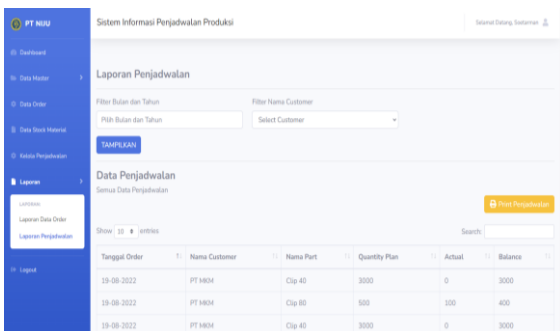 PT NIJU
Sistem Informasi Penjadwalan Produksi
Selamat Datang,
Dashboard
Data Master
Laporan Penjadwalan
Data Order
Filter Bulan dan Tahun
Filter Nama Customer
Pilih Bulan dan Tahun
Select Customer
Data Stock Material
TAMPILKAN
Kelola Penjadwalan
Data Penjadwalan
Laporan
Semua Data Penjadwalan
LAPORAN
Print Penjadwalan
Laporan Data Order
Show 10 entries
Search:
Laporan Penjadwalan
Tanggal Order Nama Customer Nama Part Quantity Plan Actual Balance
Logout
19-08-2022 PT MKM Clip 40 3000 0 3000
19-08-2022 PT MKM Clip 80 500 100 400
19-08-2022 PT MKM Clip 40 3000 0 3000